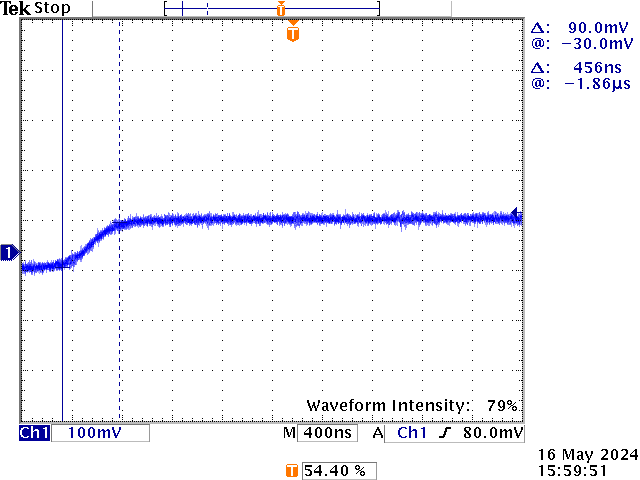 Tek Stop
T
T
Δ: 90.0mV
@: −30.0mV
Δ: 456ns
@: −1.86µs
1
Waveform Intensity: 79%
Ch1 100mV M 400ns A Ch1 80.0mV
T 54.40 %
16 May 2024
15:59:51